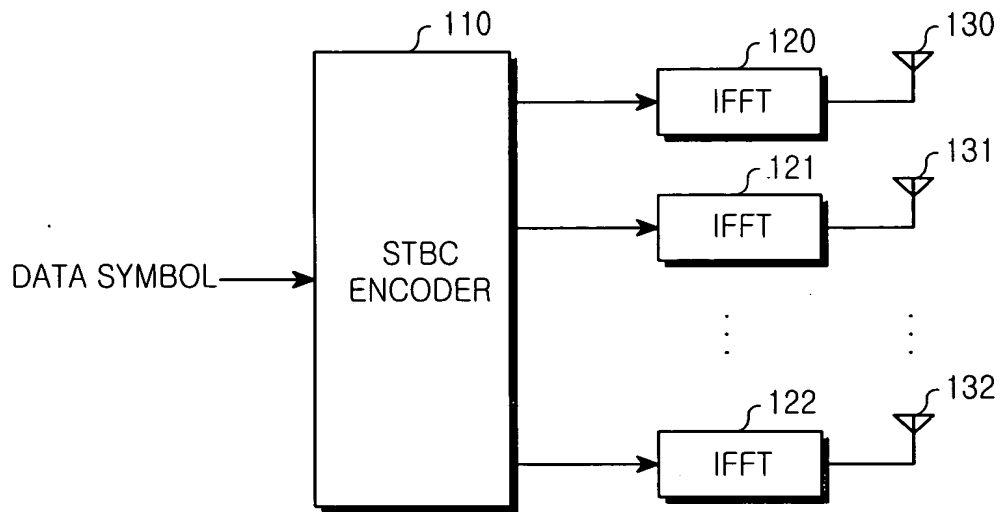 110
120
130
IFFT
121
131
IFFT
DATA SYMBOL
STBC
ENCODER
122
132
IFFT